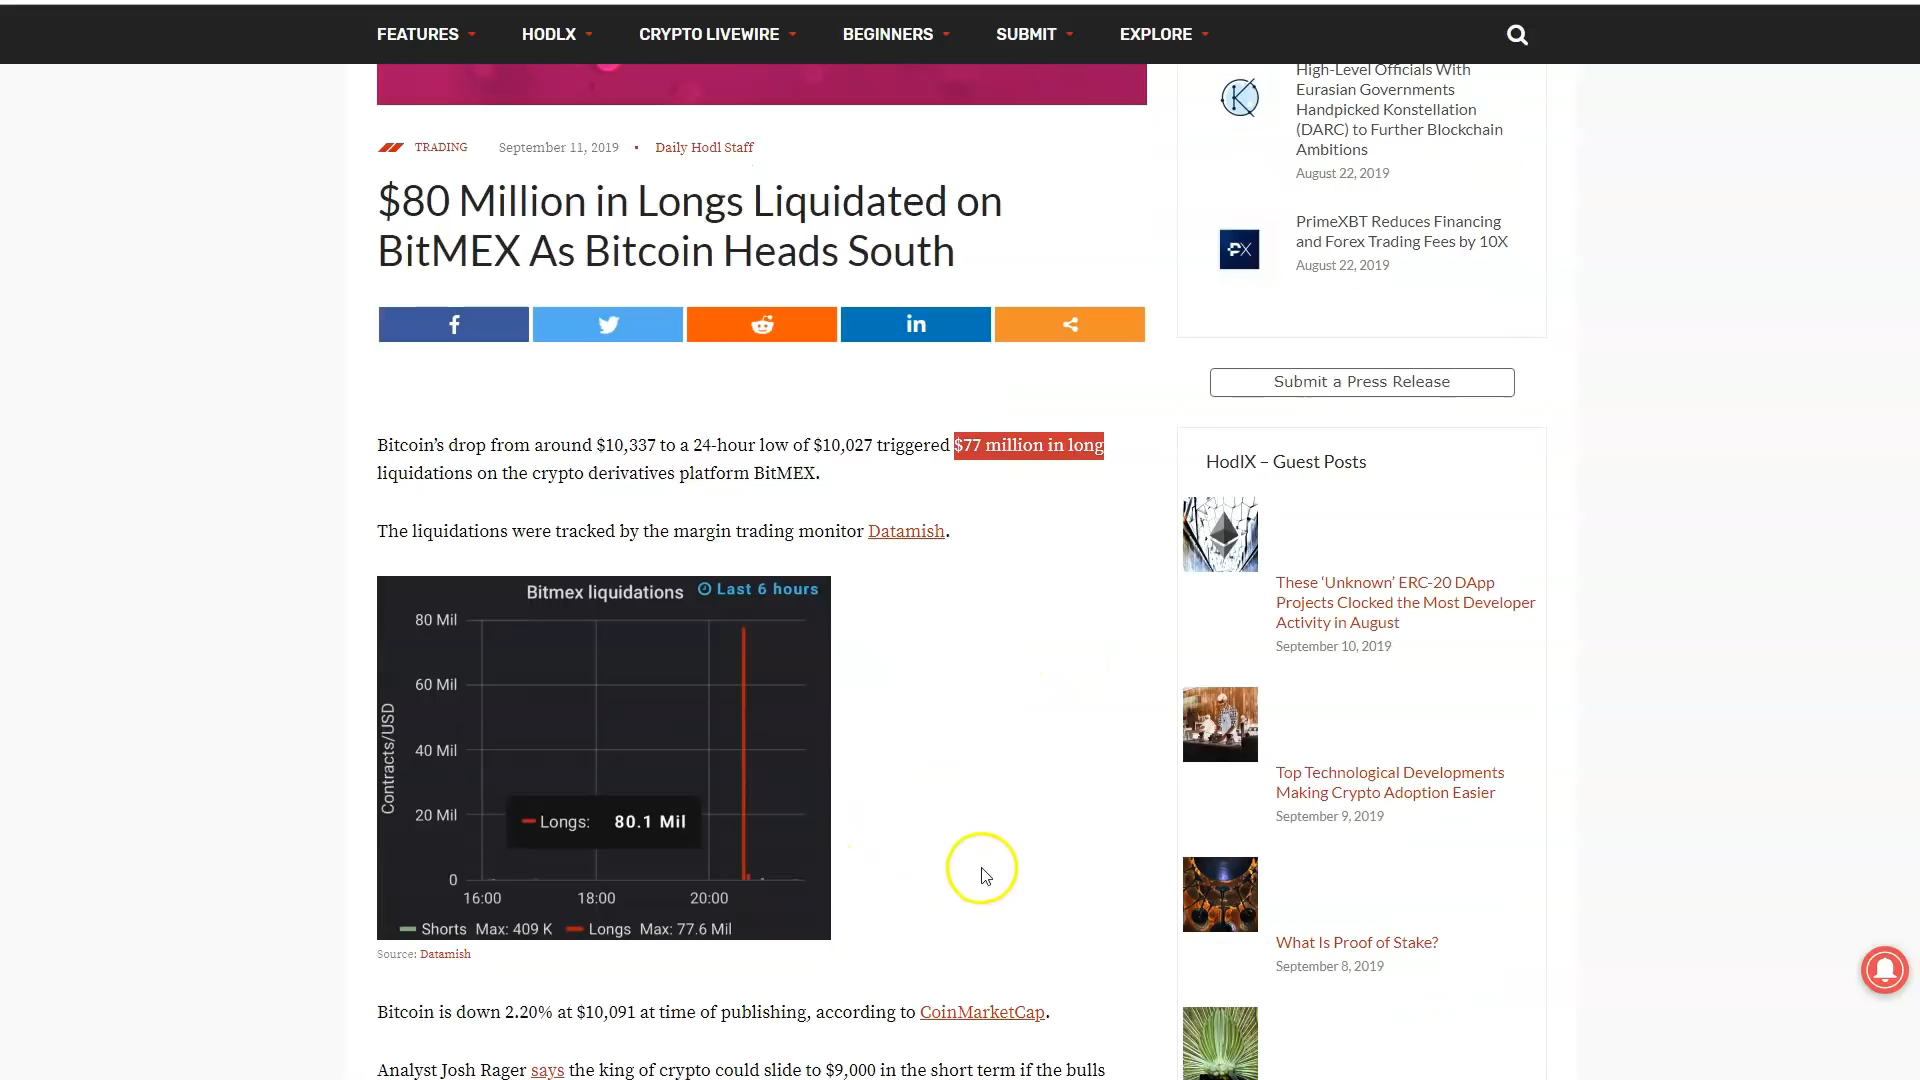 FEATURES HODLX CRYPTO LIVEWIRE BEGINNERS SUBMIT EXPLORE
TRADING September 11, 2019 • Daily Hodl Staff
$80 Million in Longs Liquidated on
BitMEX As Bitcoin Heads South
Bitcoin’s drop from around $10,337 to a 24-hour low of $10,027 triggered $77 million in long
liquidations on the crypto derivatives platform BitMEX.
The liquidations were tracked by the margin trading monitor Datamish.
Bitmex liquidations Last 6 hours
Contracts/USD
80 Mil
60 Mil
40 Mil
20 Mil
0
Longs: 80.1 Mil
16:00 18:00 20:00
Shorts Max: 409 K Longs Max: 77.6 Mil
Source: Datamish
Bitcoin is down 2.20% at $10,091 at time of publishing, according to CoinMarketCap.
Analyst Josh Rager says the king of crypto could slide to $9,000 in the short term if the bulls
High-Level Officials With
Eurasian Governments
Handpicked Konstellation
(DARC) to Further Blockchain
Ambitions
August 22, 2019
PX
PrimeXBT Reduces Financing
and Forex Trading Fees by 10X
August 22, 2019
Submit a Press Release
HodlX – Guest Posts
These ‘Unknown’ ERC-20 DApp
Projects Clocked the Most Developer
Activity in August
September 10, 2019
Top Technological Developments
Making Crypto Adoption Easier
September 9, 2019
What Is Proof of Stake?
September 8, 2019